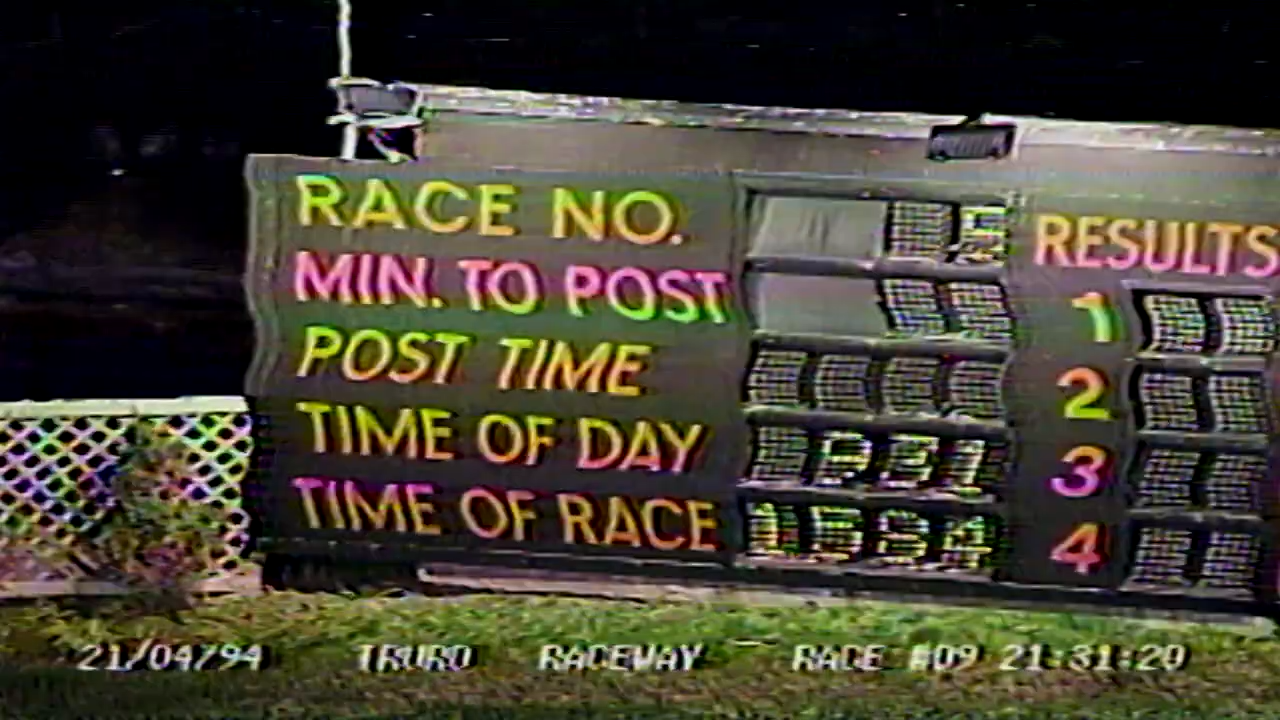 RACE NO.
MIN. TO POST
POST TIME
TIME OF DAY
TIME OF RACE
RESULTS
1
2
3
4
21/04/94 TRURO RACEWAY RACE #09 21:31:20